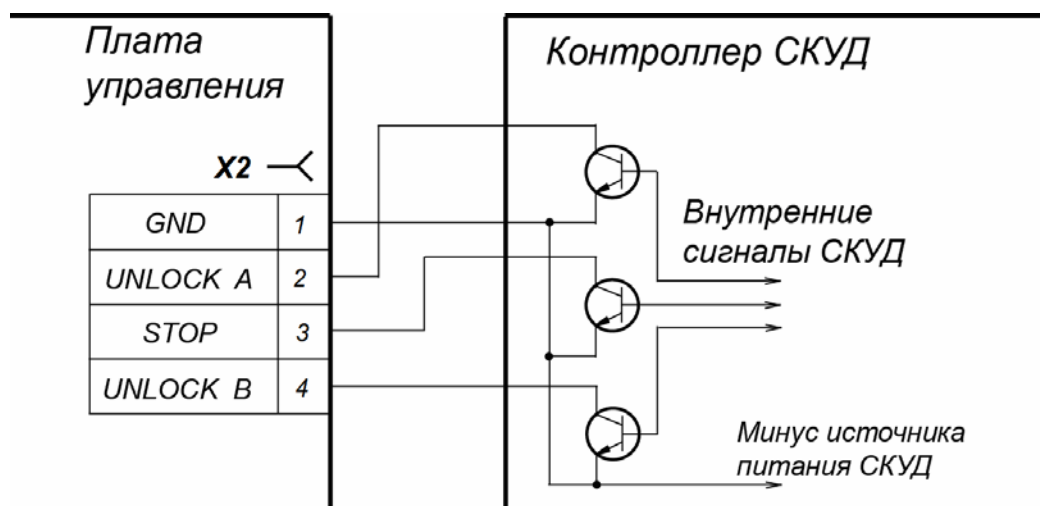 Плата
управления
Контроллер СКУД
X2
GND 1
UNLOCK A 2
STOP 3
UNLOCK B 4
Внутренние
сигналы СКУД
Минус источника
питания СКУД